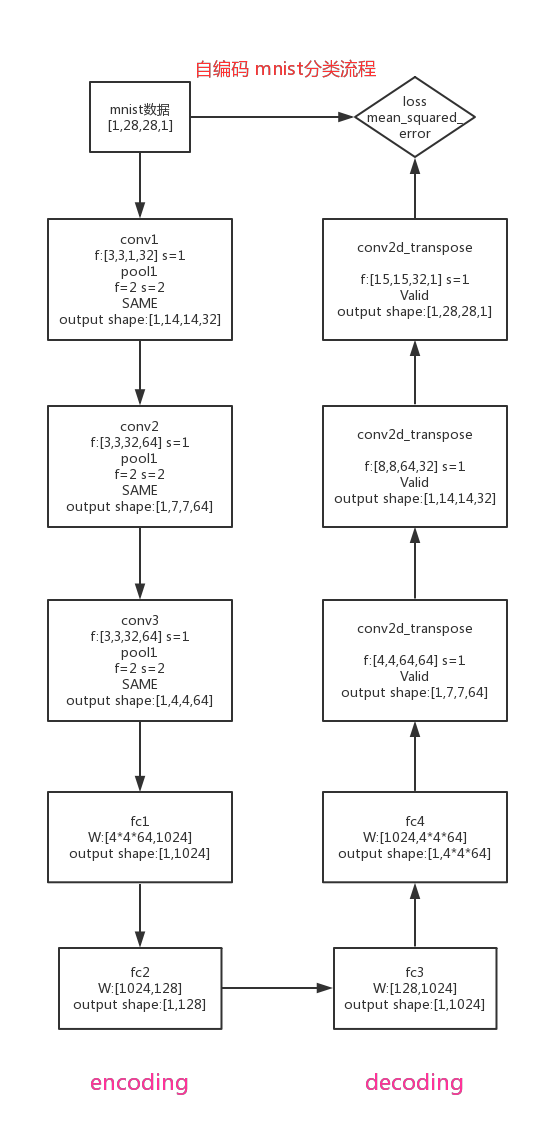 自编码 mnist分类流程
mnist数据
[1,28,28,1]
loss
mean_squared_
error
conv1
f:[3,3,1,32] s=1
pool1
f=2 s=2
SAME
output shape:[1,14,14,32]
conv2
f:[3,3,32,64] s=1
pool1
f=2 s=2
SAME
output shape:[1,7,7,64]
conv3
f:[3,3,32,64] s=1
pool1
f=2 s=2
SAME
output shape:[1,4,4,64]
fc1
W:[4*4*64,1024]
output shape:[1,1024]
fc2
W:[1024,128]
output shape:[1,128]
encoding
conv2d_transpose
f:[15,15,32,1] s=1
Valid
output shape:[1,28,28,1]
conv2d_transpose
f:[8,8,64,32] s=1
Valid
output shape:[1,14,14,32]
conv2d_transpose
f:[4,4,64,64] s=1
Valid
output shape:[1,7,7,64]
fc4
W:[1024,4*4*64]
output shape:[1,4*4*64]
fc3
W:[128,1024]
output shape:[1,1024]
decoding